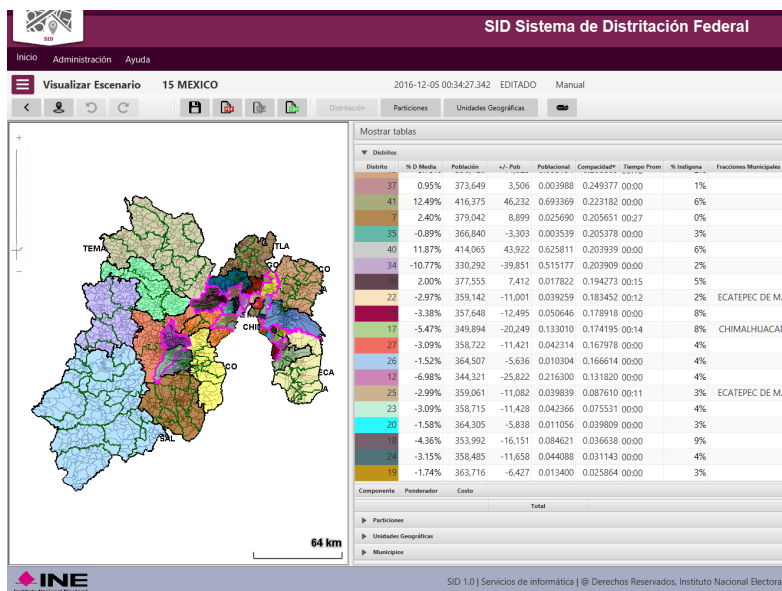 SID
SID Sistema de Distritación Federal
Inicio Administración Ayuda
Visualizar Escenario 15 MEXICO 2016-12-05 00:34:27.342 EDITADO Manual
Distritación Particiones Unidades Geográficas
Mostrar tablas
Distritos
Distrito % D Media Población +/- Pob Poblacional Compacidad Tiempo Prom % Indigena Fracciones Municipales
37 0.95% 373,649 3,506 0.003988 0.249377 00:00 1%
41 12.49% 416,375 46,232 0.693369 0.223182 00:00 6%
7 2.40% 379,042 8,899 0.025690 0.205651 00:27 0%
35 -0.89% 366,840 -3,303 0.003539 0.205378 00:00 3%
40 11.87% 414,065 43,922 0.625811 0.203939 00:00 6%
34 -10.77% 330,292 -39,851 0.515177 0.203909 00:00 2%
2.00% 377,555 7,412 0.017822 0.194273 00:15 5%
22 -2.97% 359,142 -11,001 0.039259 0.183452 00:12 2% ECATEPEC DE M
-3.38% 357,648 -12,495 0.050646 0.178918 00:00 8%
17 -5.47% 349,894 -20,249 0.133010 0.174195 00:14 8% CHIMALHUACAN
27 -3.09% 358,722 -11,421 0.042314 0.167978 00:00 4%
26 -1.52% 364,507 -5,636 0.010304 0.166614 00:00 4%
12 -6.98% 344,321 -25,822 0.216300 0.131820 00:00 4%
25 -2.99% 359,061 -11,082 0.039839 0.087610 00:11 3% ECATEPEC DE M
23 -3.09% 358,715 -11,428 0.042366 0.075531 00:00 4%
20 -1.58% 364,305 -5,838 0.011056 0.039809 00:00 3%
18 -4.36% 353,992 -16,151 0.084621 0.036638 00:00 9%
24 -3.15% 358,485 -11,658 0.044088 0.031143 00:00 4%
19 -1.74% 363,716 -6,427 0.013400 0.025864 00:00 3%
Componente Ponderador Costo
Total
Particiones
Unidades Geográficas
Municipios
TEMA
TLA
GO
CO
A
CHI
CO
ECA
A
SAL
64 km
INE
Instituto Nacional Electoral
SID 1.0 | Servicios de informática | @ Derechos Reservados, Instituto Nacional Electora